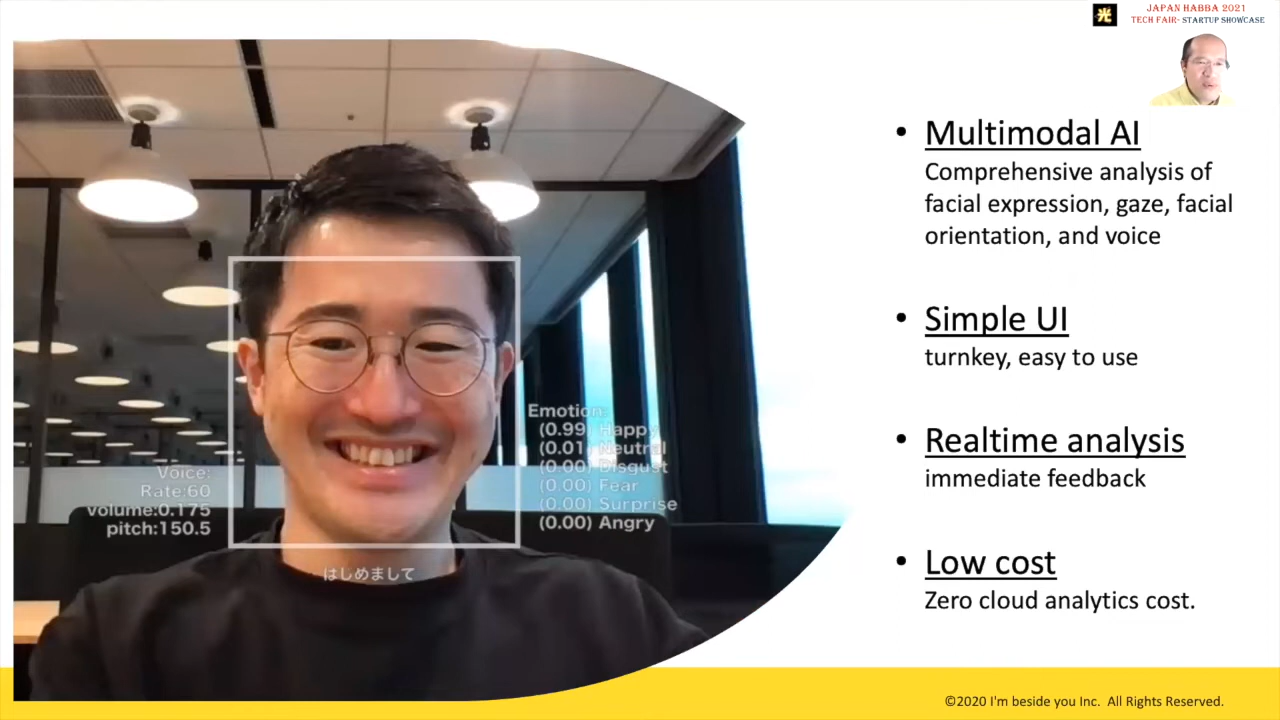 光
JAPAN HABBA 2021
TECH FAIR- STARTUP SHOWCASE
• Multimodal AI
Comprehensive analysis of
facial expression, gaze, facial
orientation, and voice
• Simple UI
turnkey, easy to use
• Realtime analysis
immediate feedback
• Low cost
Zero cloud analytics cost.
Emotion:
(0.99) Happy
(0.01) Neutral
(0.00) Disgust
(0.00) Fear
(0.00) Surprise
(0.00) Angry
Voice:
Rate:60
volume:0.175
pitch:150.5
はじめまして
©2020 I'm beside you Inc. All Rights Reserved.